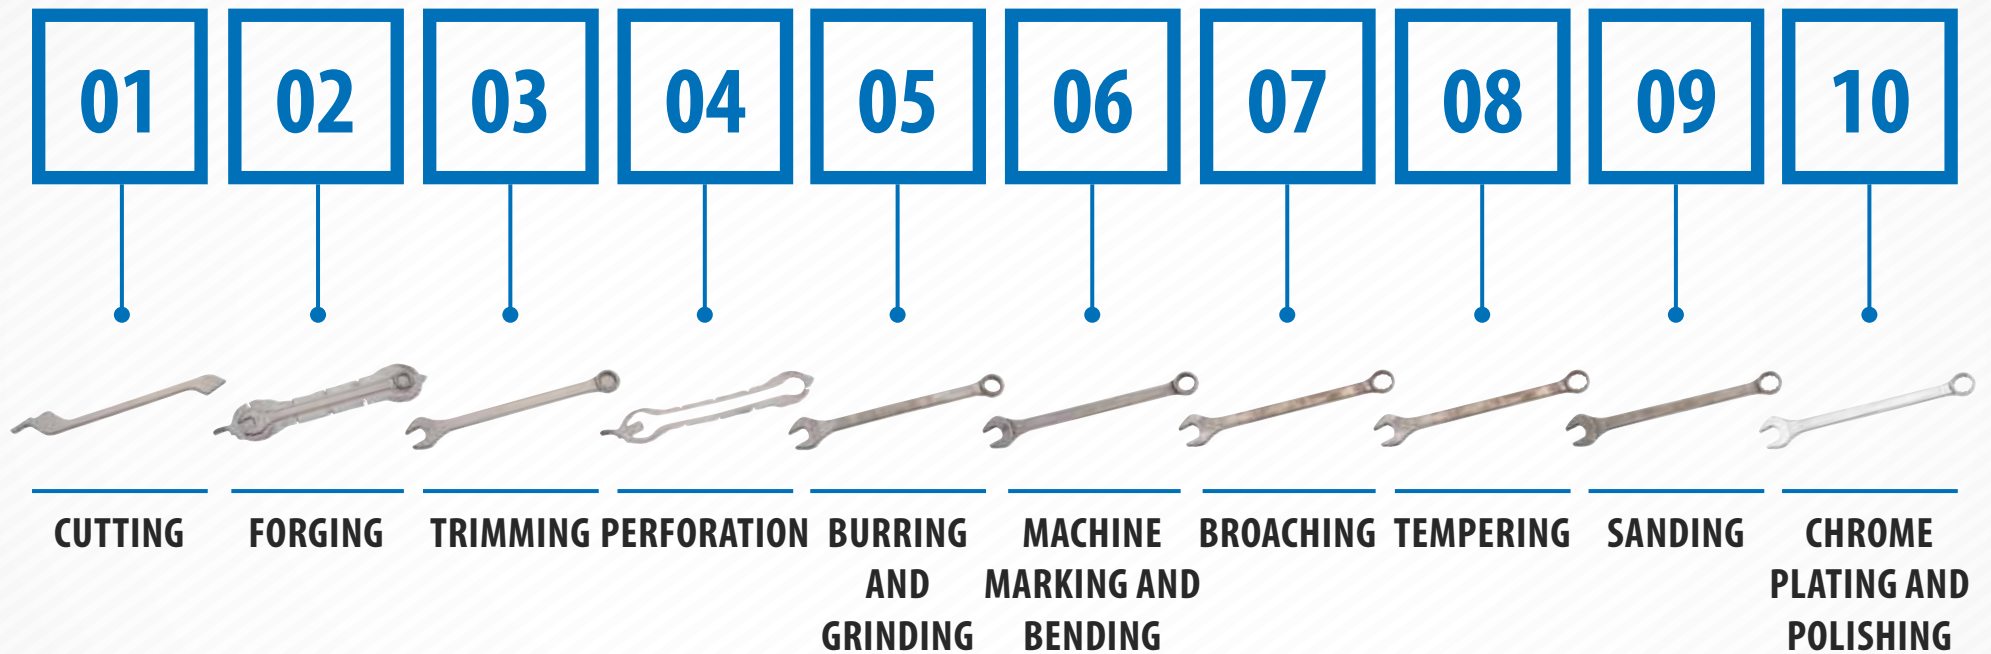 01 02 03 04 05 06 07 08 09 10
CUTTING
FORGING
TRIMMING
PERFORATION
BURRING
AND
GRINDING
MACHINE
MARKING AND
BENDING
BROACHING
TEMPERING
SANDING
CHROME
PLATING AND
POLISHING